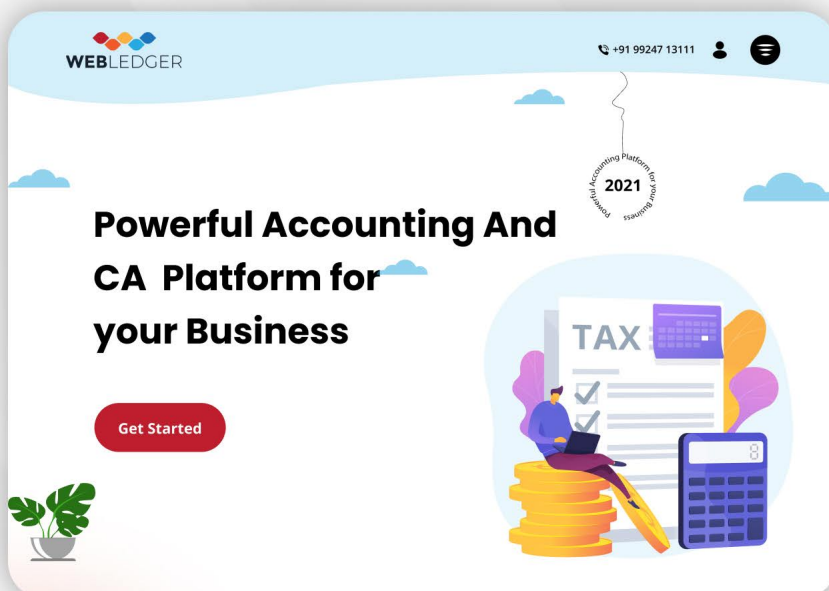 WEBLEDGER
+91 99247 13111
Powerful Accounting Platform for your Business
2021
Powerful Accounting And
CA Platform for
your Business
Get Started
TAX
8